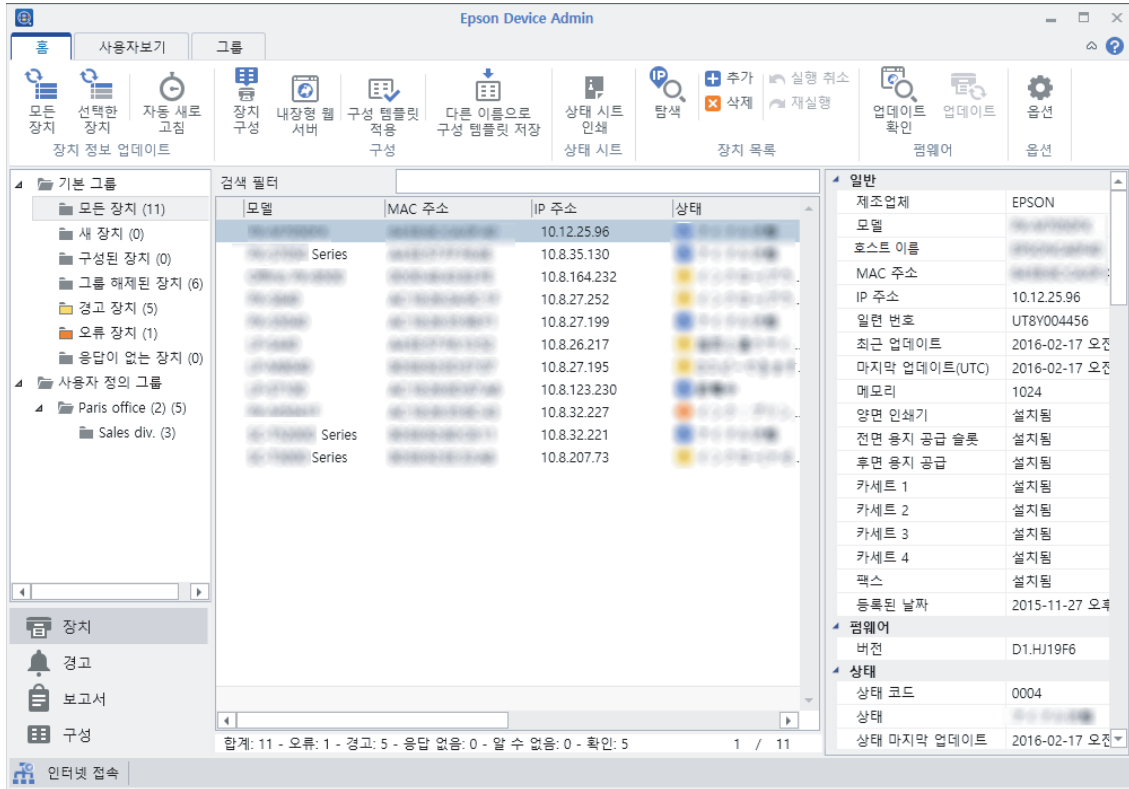 Epson Device Admin
홈 사용자보기 그룹
모든 장치
선택한 장치
자동 새로 고침
장치 정보 업데이트
장치 구성
내장형 웹 서버
구성 템플릿 적용
다른 이름으로 구성 템플릿 저장
구성
상태 시트 인쇄
상태 시트
IP
탐색
추가
삭제
실행 취소
재실행
장치 목록
업데이트 확인
업데이트
펌웨어
옵션
옵션
기본 그룹
모든 장치 (11)
새 장치 (0)
구성된 장치 (0)
그룹 해제된 장치 (6)
경고 장치 (5)
오류 장치 (1)
응답이 없는 장치 (0)
사용자 정의 그룹
Paris office (2) (5)
Sales div. (3)
장치
경고
보고서
구성
검색 필터
모델 MAC 주소 IP 주소 상태
10.12.25.96
Series 10.8.35.130
10.8.164.232
10.8.27.252
10.8.27.199
10.8.26.217
10.8.27.195
10.8.123.230
10.8.32.227
Series 10.8.32.221
Series 10.8.207.73
합계: 11 - 오류: 1 - 경고: 5 - 응답 없음: 0 - 알 수 없음: 0 - 확인: 5 1 / 11
일반
제조업체 EPSON
모델
호스트 이름
MAC 주소
IP 주소 10.12.25.96
일련 번호 UT8Y004456
최근 업데이트 2016-02-17 오전
마지막 업데이트(UTC) 2016-02-17 오전
메모리 1024
양면 인쇄기 설치됨
전면 용지 공급 슬롯 설치됨
후면 용지 공급 설치됨
카세트 1 설치됨
카세트 2 설치됨
카세트 3 설치됨
카세트 4 설치됨
팩스 설치됨
등록된 날짜 2015-11-27 오후
펌웨어
버전 D1.HJ19F6
상태
상태 코드 0004
상태
상태 마지막 업데이트 2016-02-17 오전
인터넷 접속